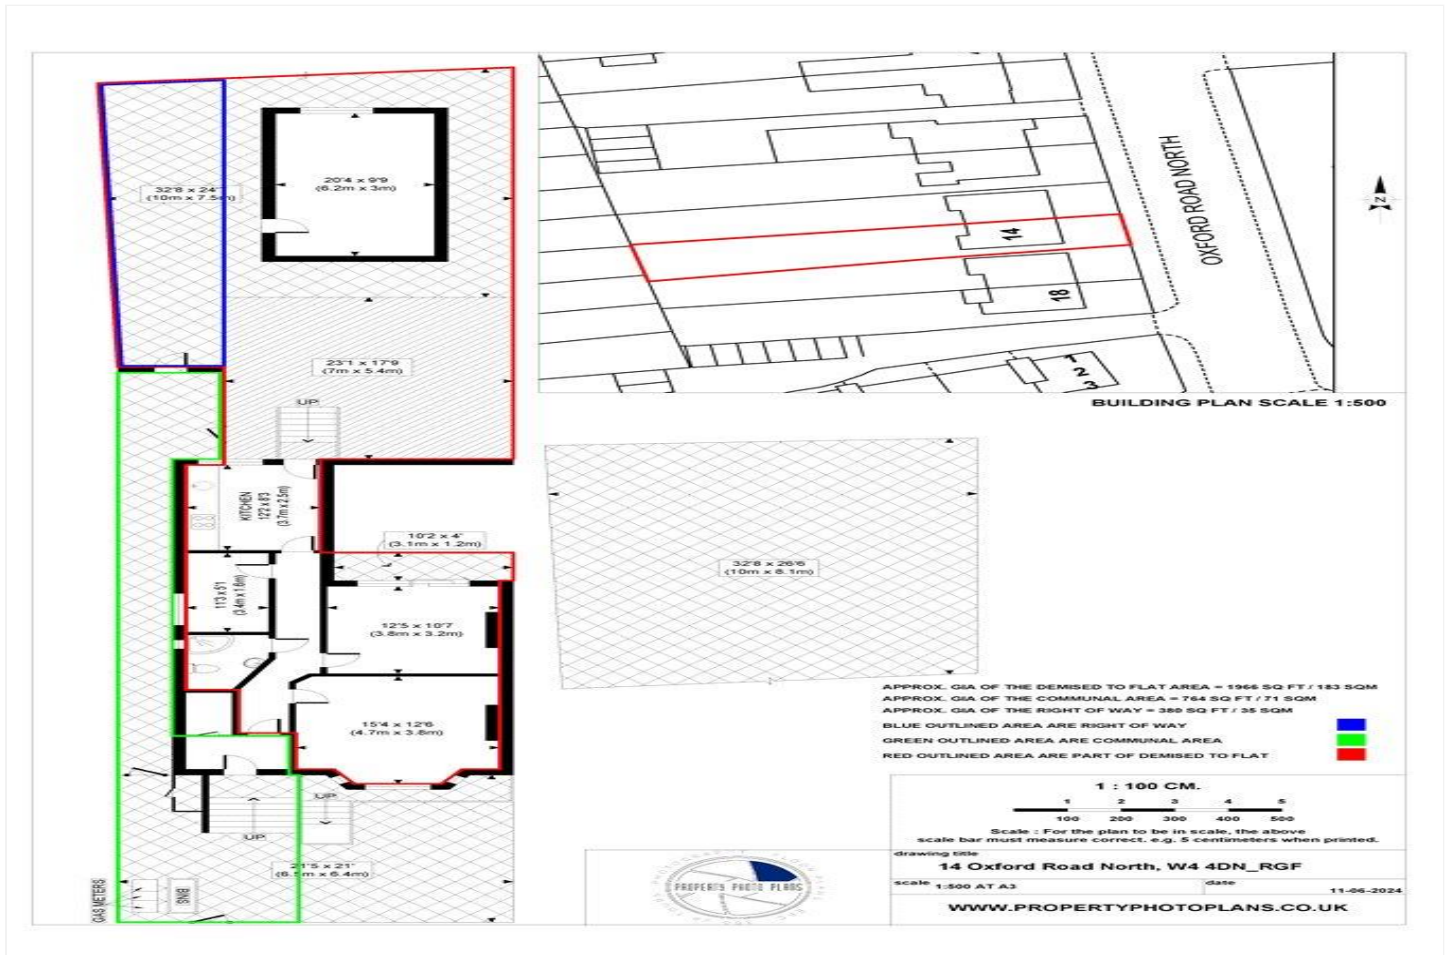 32'8 x 24'
(10m x 7.5m)
20'4 x 9'9
(6.2m x 3m)
23'1 x 17'9
(7m x 5.4m)
UP
KITCHEN
12'2 x 8'3
(3.7m x 2.5m)
10'2 x 4'
(3.1m x 1.2m)
11'3 x 5'1
(3.4m x 1.6m)
12'5 x 10'7
(3.8m x 3.2m)
15'4 x 12'6
(4.7m x 3.8m)
UP
UP
21'5 x 21'
(6.5m x 6.4m)
GAS METERS
BINS
14
18
1
2
3
OXFORD ROAD NORTH
N
BUILDING PLAN SCALE 1:500
32'8 x 26'6
(10m x 8.1m)
APPROX. GIA OF THE DEMISED TO FLAT AREA = 1966 SQ FT / 183 SQM
APPROX. GIA OF THE COMMUNAL AREA = 764 SQ FT / 71 SQM
APPROX. GIA OF THE RIGHT OF WAY = 380 SQ FT / 35 SQM
BLUE OUTLINED AREA ARE RIGHT OF WAY
GREEN OUTLINED AREA ARE COMMUNAL AREA
RED OUTLINED AREA ARE PART OF DEMISED TO FLAT
1 : 100 CM.
1 2 3 4 5
100 200 300 400 500
Scale : For the plan to be in scale, the above
scale bar must measure correct. e.g. 5 centimeters when printed.
PROPERTY PHOTO PLANS
drawing title
14 Oxford Road North, W4 4DN_RGF
scale 1:500 AT A3
date 11-06-2024
WWW.PROPERTYPHOTOPLANS.CO.UK